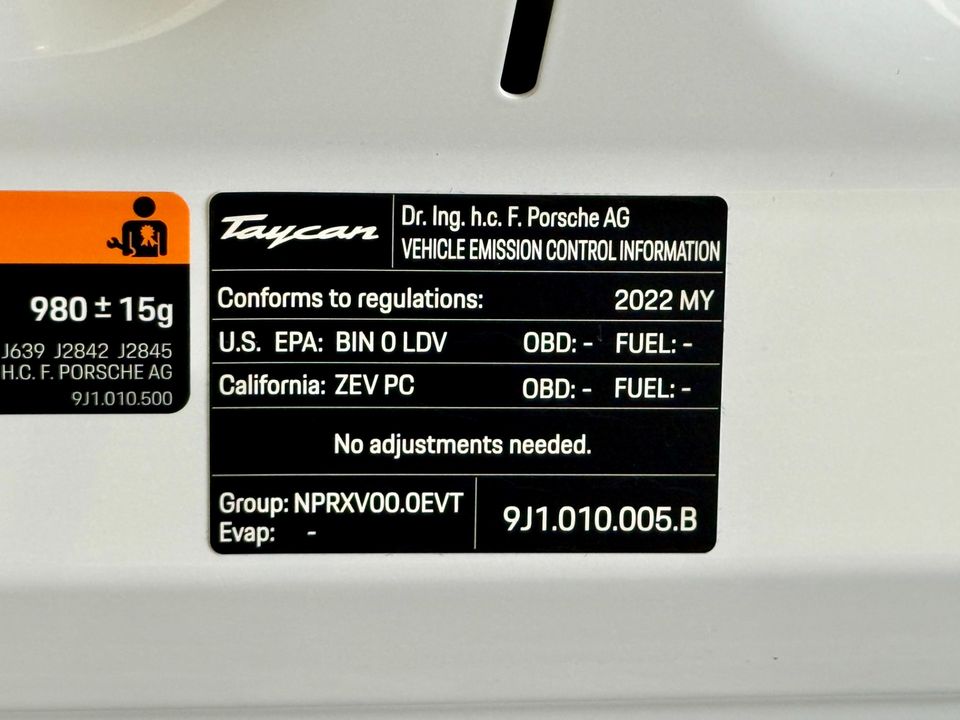 980 ± 15g
J639 J2842 J2845
H.C. F. PORSCHE AG
9J1.010.500
Taycan
Dr. Ing. h.c. F. Porsche AG
VEHICLE EMISSION CONTROL INFORMATION
Conforms to regulations: 2022 MY
U.S. EPA: BIN 0 LDV OBD: - FUEL: -
California: ZEV PC OBD: - FUEL: -
No adjustments needed.
Group: NPRXV00.0EVT
Evap: -
9J1.010.005.B